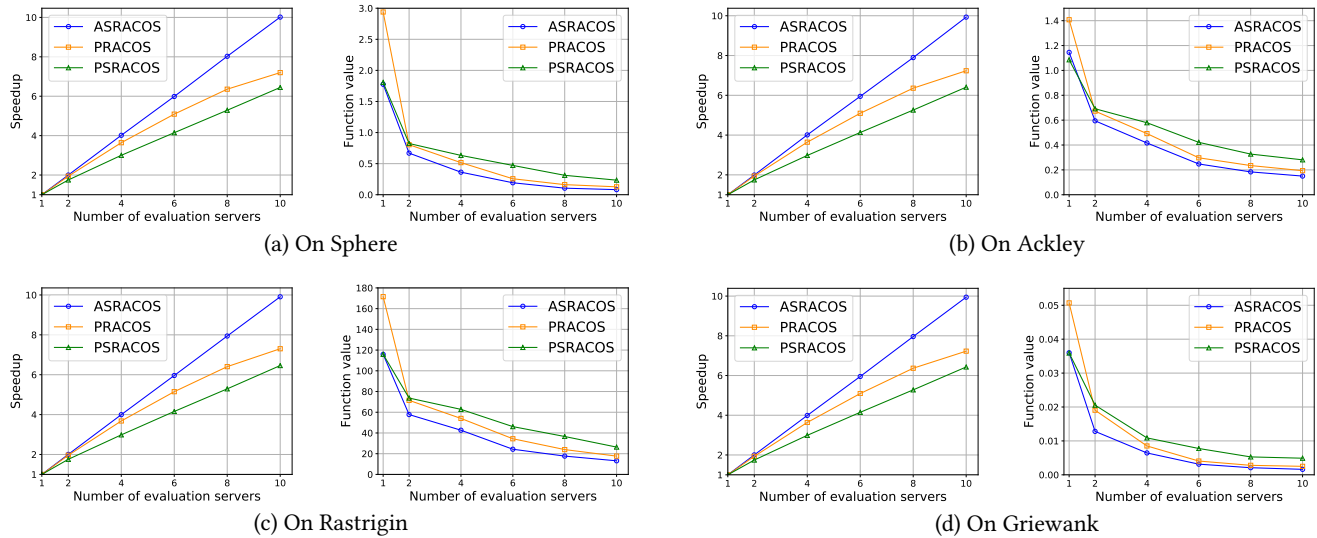 10
8
6
4
2
1
Speedup
ASRACOS
PRACOS
PSRACOS
1 2 4 6 8 10
Number of evaluation servers
3.0
2.5
2.0
1.5
1.0
0.5
0.0
Function value
ASRACOS
PRACOS
PSRACOS
1 2 4 6 8 10
Number of evaluation servers
(a) On Sphere
10
8
6
4
2
1
Speedup
ASRACOS
PRACOS
PSRACOS
1 2 4 6 8 10
Number of evaluation servers
1.4
1.2
1.0
0.8
0.6
0.4
0.2
0.0
Function value
ASRACOS
PRACOS
PSRACOS
1 2 4 6 8 10
Number of evaluation servers
(b) On Ackley
10
8
6
4
2
1
Speedup
ASRACOS
PRACOS
PSRACOS
1 2 4 6 8 10
Number of evaluation servers
180
160
140
120
100
80
60
40
20
0
Function value
ASRACOS
PRACOS
PSRACOS
1 2 4 6 8 10
Number of evaluation servers
(c) On Rastrigin
10
8
6
4
2
1
Speedup
ASRACOS
PRACOS
PSRACOS
1 2 4 6 8 10
Number of evaluation servers
0.05
0.04
0.03
0.02
0.01
0.00
Function value
ASRACOS
PRACOS
PSRACOS
1 2 4 6 8 10
Number of evaluation servers
(d) On Griewank